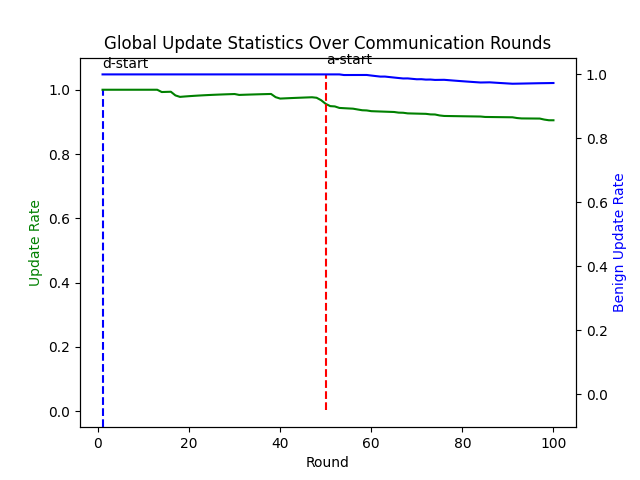 Global Update Statistics Over Communication Rounds
d-start
a-start
1.0
0.8
0.6
0.4
0.2
0.0
Update Rate
1.0
0.8
0.6
0.4
0.2
0.0
Benign Update Rate
0 20 40 60 80 100
Round